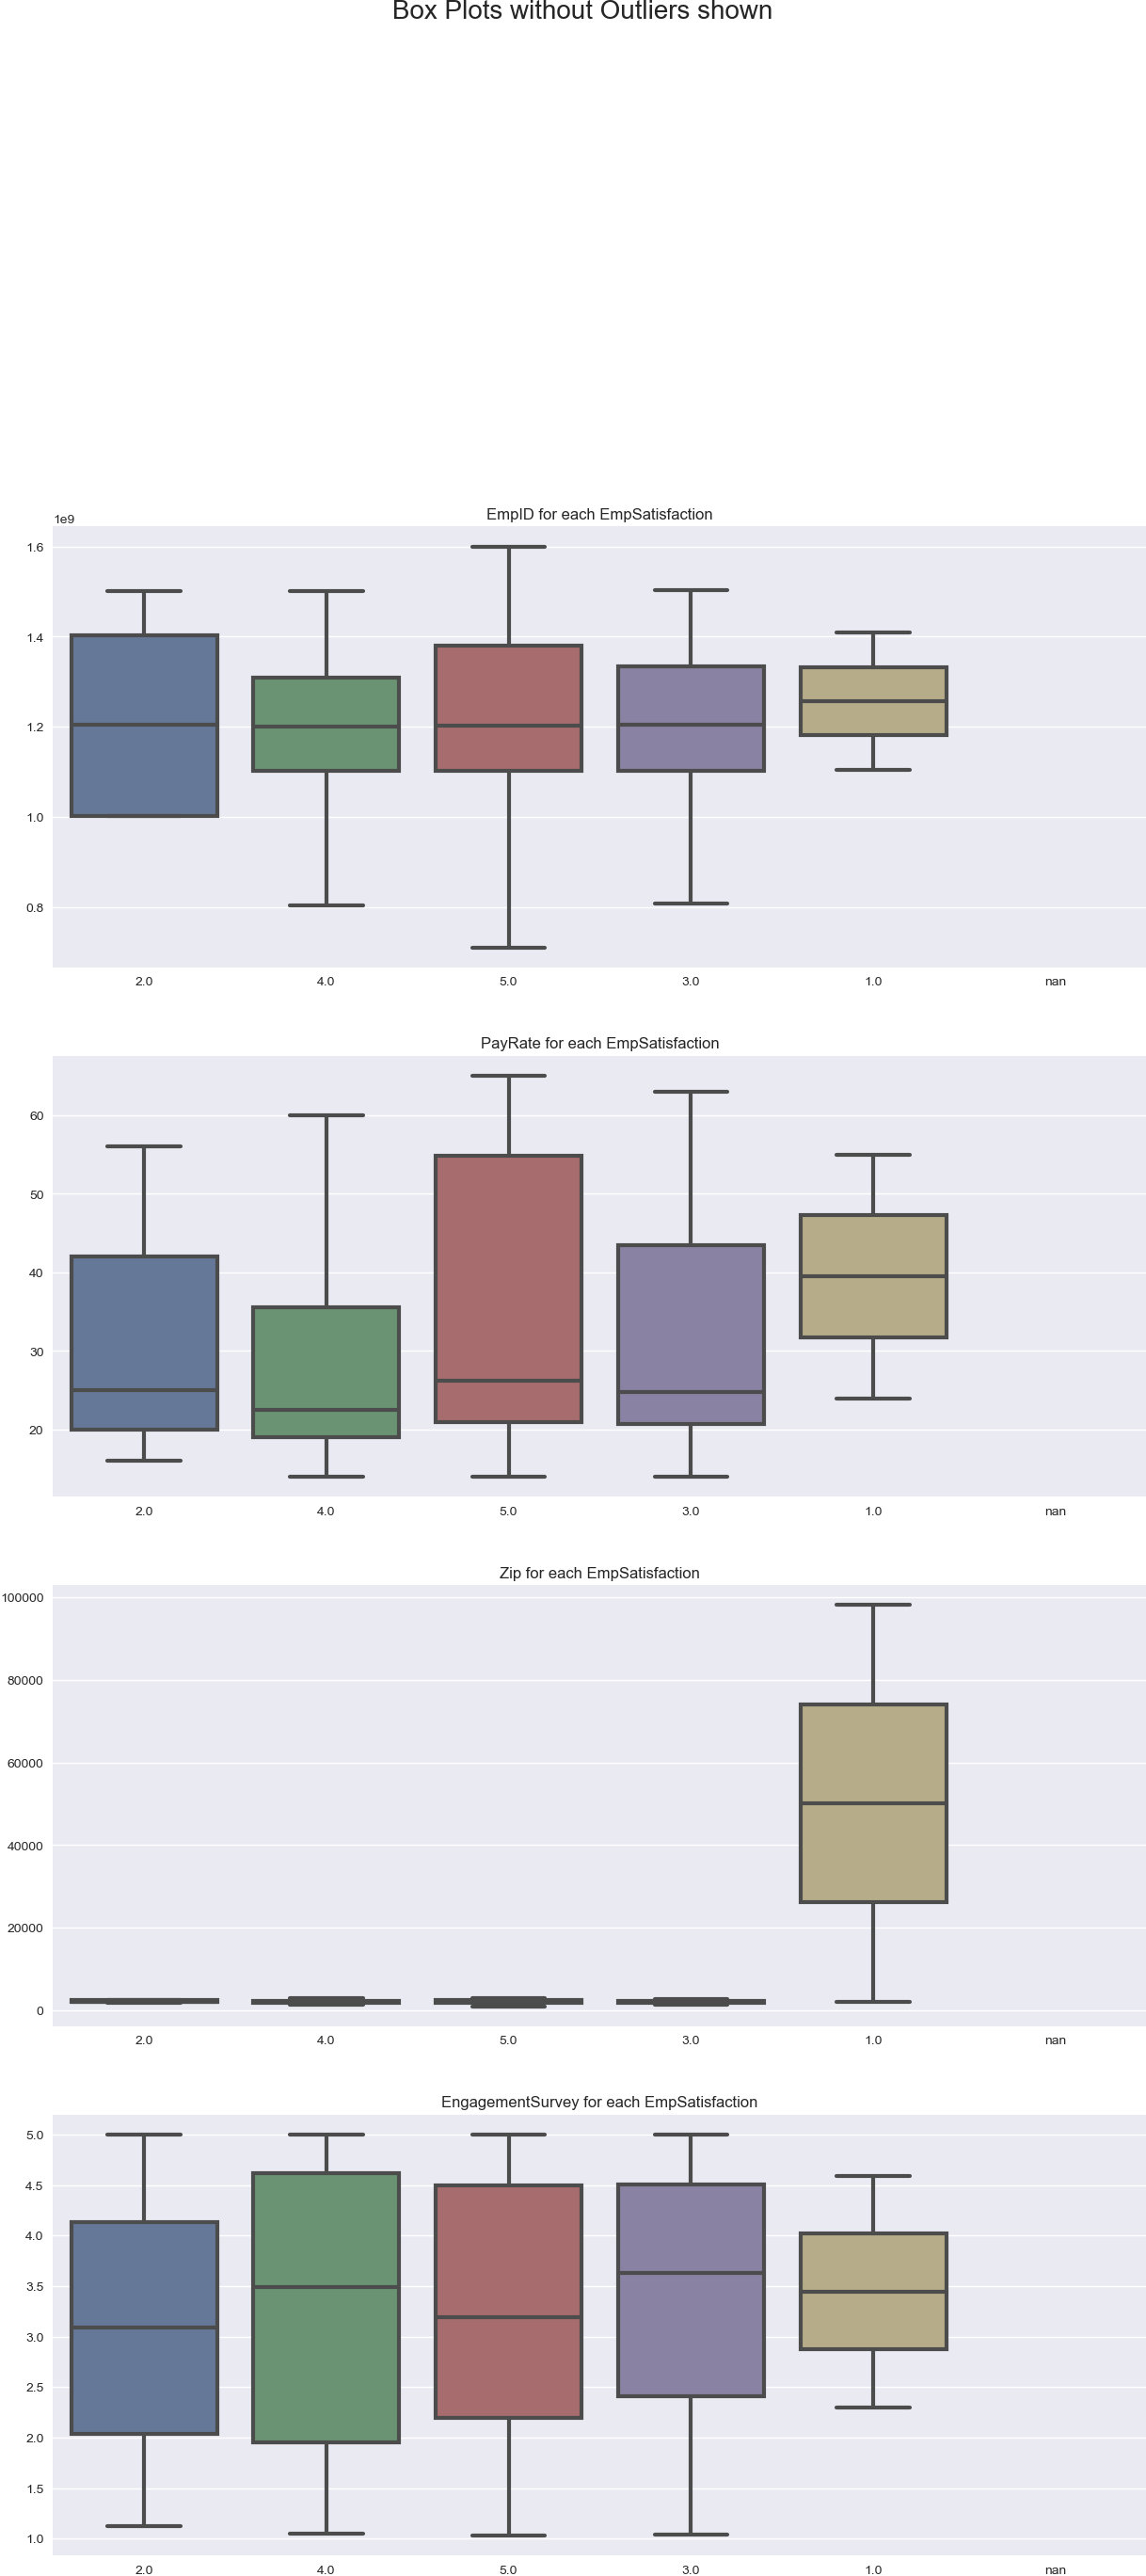 Box Plots without Outliers shown
EmpID for each EmpSatisfaction
1e9
1.6
1.4
1.2
1.0
0.8
2.0 4.0 5.0 3.0 1.0 nan
PayRate for each EmpSatisfaction
60
50
40
30
20
2.0 4.0 5.0 3.0 1.0 nan
Zip for each EmpSatisfaction
100000
80000
60000
40000
20000
0
2.0 4.0 5.0 3.0 1.0 nan
EngagementSurvey for each EmpSatisfaction
5.0
4.5
4.0
3.5
3.0
2.5
2.0
1.5
1.0
2.0 4.0 5.0 3.0 1.0 nan